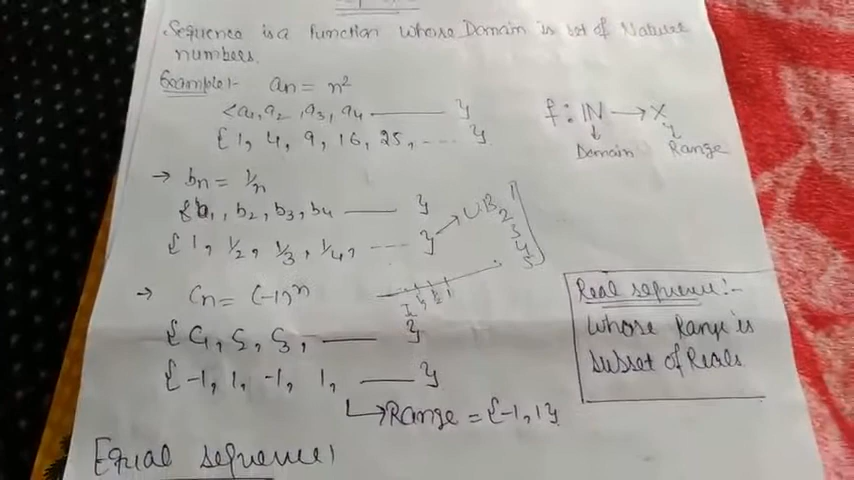 Sequence is a function whose Domain is set of Natural
numbers.
Example:- an = n²
<a1, a2, a3, a4 ——— }
{1, 4, 9, 16, 25, ---- }
f: IN → X
↓
Domain Range
→ bn = 1/n
{b1, b2, b3, b4 —— }
{1, 1/2, 1/3, 1/4, ---- } → U.B 1
2
3
4
5
→ Cn = (-1)^n
{C1, C2, C3, ——— }
{-1, 1, -1, 1, ——— }
↳ Range = {-1, 1}
Real sequence:-
whose Range is
subset of Reals.
Equal sequence: